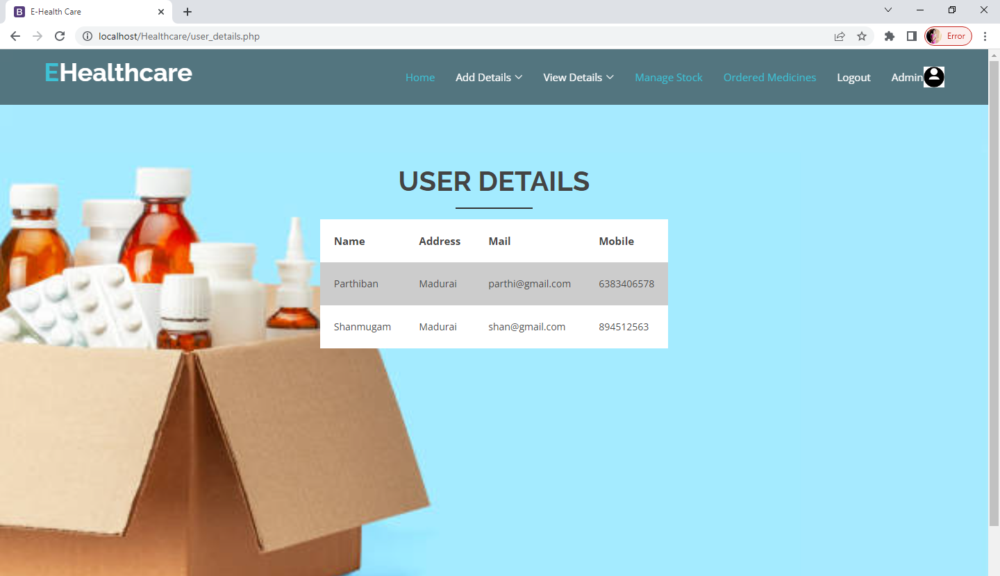 E-Health Care
localhost/Healthcare/user_details.php
Error
EHealthcare
Home Add Details View Details Manage Stock Ordered Medicines Logout Admin
USER DETAILS
Name Address Mail Mobile
Parthiban Madurai parthi@gmail.com 6383406578
Shanmugam Madurai shan@gmail.com 894512563